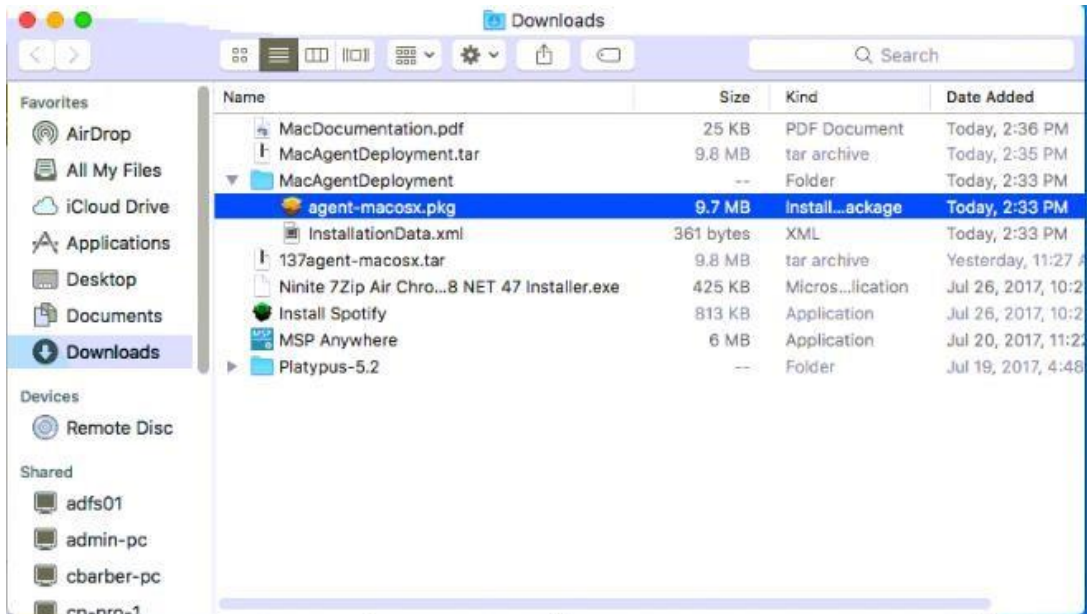 Downloads
Search
Favorites
AirDrop
All My Files
iCloud Drive
Applications
Desktop
Documents
Downloads
Devices
Remote Disc
Shared
adfs01
admin-pc
cbarber-pc
cp-pro-1
Name Size Kind Date Added
MacDocumentation.pdf 25 KB PDF Document Today, 2:36 PM
MacAgentDeployment.tar 9.8 MB tar archive Today, 2:35 PM
MacAgentDeployment -- Folder Today, 2:33 PM
agent-macosx.pkg 9.7 MB Install...ackage Today, 2:33 PM
InstallationData.xml 361 bytes XML Today, 2:33 PM
137agent-macosx.tar 9.8 MB tar archive Yesterday, 11:27
Ninite 7Zip Air Chro...8 NET 47 Installer.exe 425 KB Micros...lication Jul 26, 2017, 10:2
Install Spotify 813 KB Application Jul 26, 2017, 10:2
MSP Anywhere 6 MB Application Jul 20, 2017, 11:22
Platypus-5.2 -- Folder Jul 19, 2017, 4:48